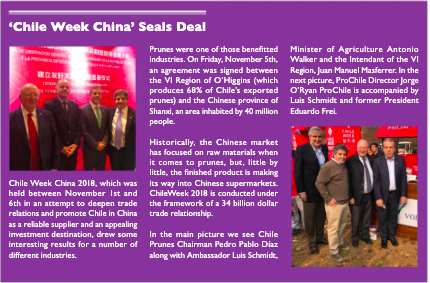 ‘Chile Week China’ Seals Deal
Chile Week China 2018, which was
held between November 1st and
6th in an attempt to deepen trade
relations and promote Chile in China
as a reliable supplier and an appealing
investment destination, drew some
interesting results for a number of
different industries.
Prunes were one of those benefitted
industries. On Friday, November 5th,
an agreement was signed between
the VI Region of O’Higgins (which
produces 68% of Chile’s exported
prunes) and the Chinese province of
Shanxi, an area inhabited by 40 million
people.
Historically, the Chinese market
has focused on raw materials when
it comes to prunes, but, little by
little, the finished product is making
its way into Chinese supermarkets.
ChileWeek 2018 is conducted under
the framework of a 34 billion dollar
trade relationship.
In the main picture we see Chile
Prunes Chairman Pedro Pablo Díaz
along with Ambassador Luis Schmidt,
Minister of Agriculture Antonio
Walker and the Intendant of the VI
Region, Juan Manuel Masferrer. In the
next picture, ProChile Director Jorge
O’Ryan ProChile is accompanied by
Luis Schmidt and former President
Eduardo Frei.